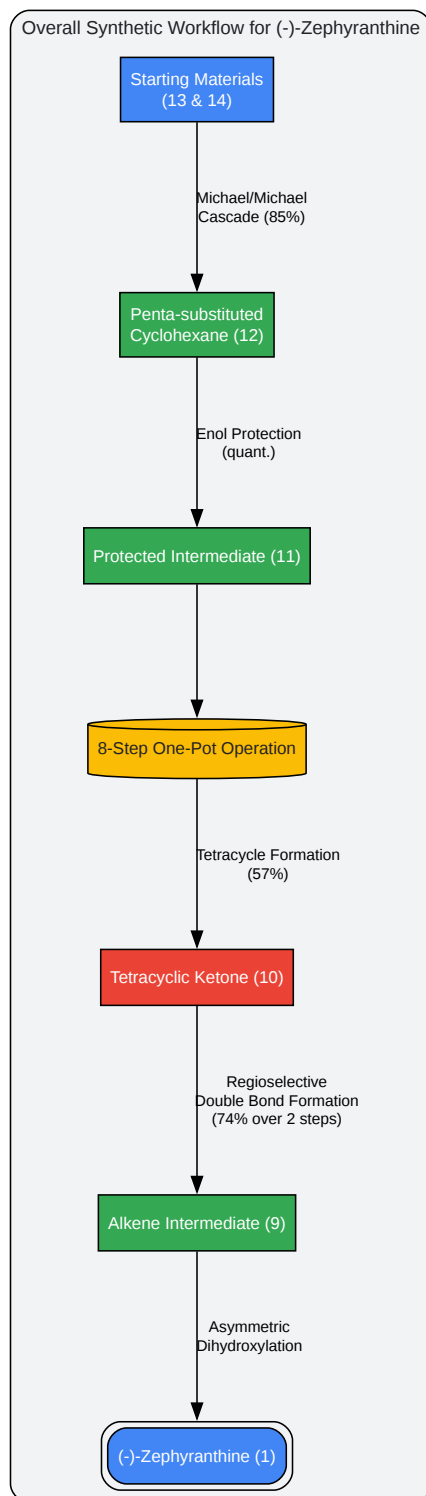 Overall Synthetic Workflow for (-)-Zephyranthine
Starting Materials
(13 & 14)
Michael/Michael
Cascade (85%)
Penta-substituted
Cyclohexane (12)
Enol Protection
(quant.)
Protected Intermediate (11)
8-Step One-Pot Operation
Tetracycle Formation
(57%)
Tetracyclic Ketone (10)
Regioselective
Double Bond Formation
(74% over 2 steps)
Alkene Intermediate (9)
Asymmetric
Dihydroxylation
(-)-Zephyranthine (1)